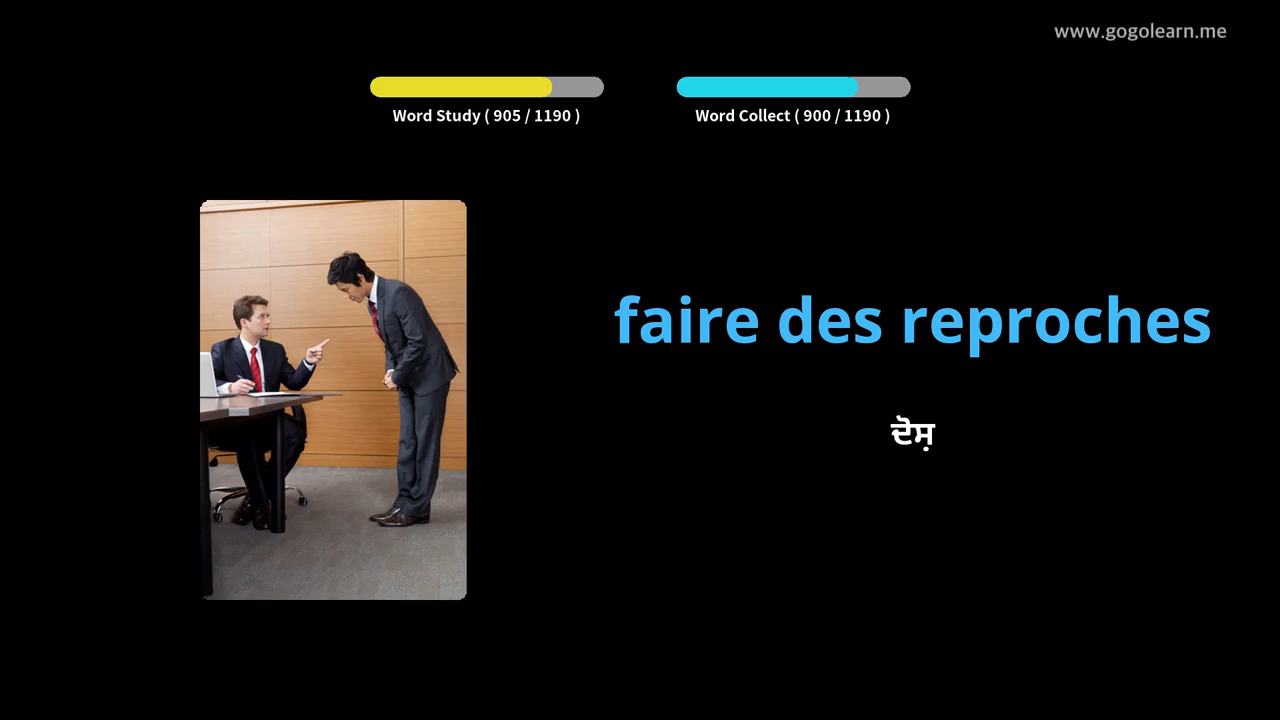 www.gogolearn.me
Word Study ( 905 / 1190 )
Word Collect ( 900 / 1190 )
faire des reproches
ਦੋਸ਼